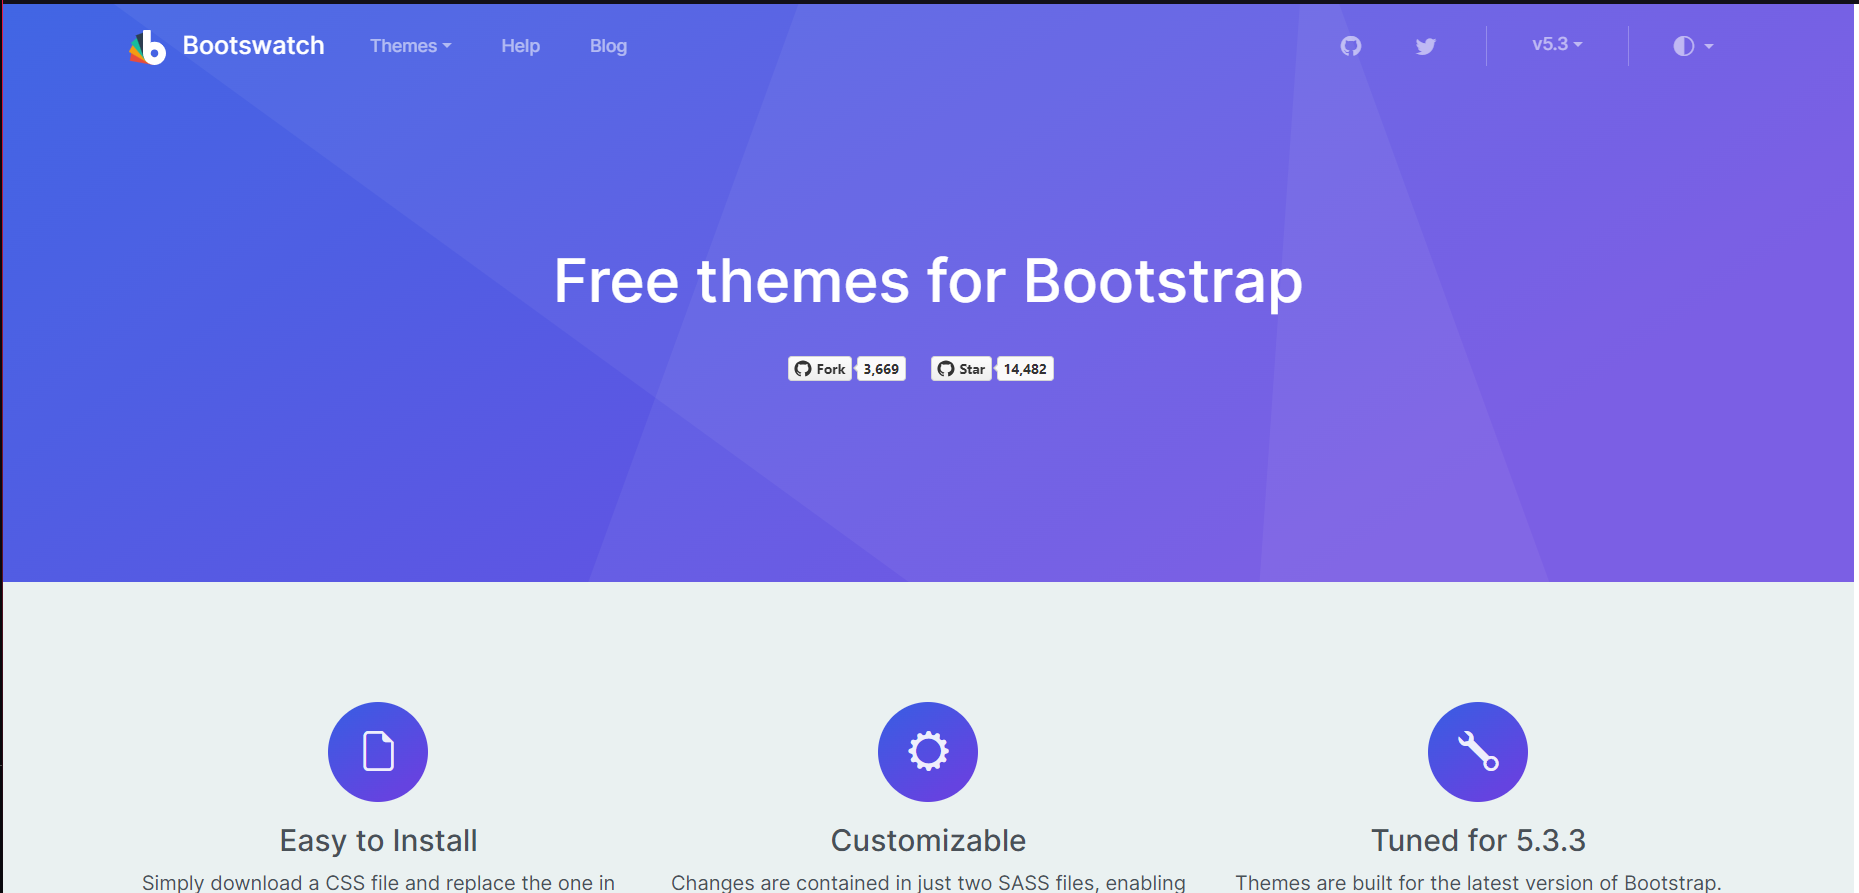 Bootswatch Themes Help Blog v5.3
Free themes for Bootstrap
Fork 3,669 Star 14,482
Easy to Install
Simply download a CSS file and replace the one in
Customizable
Changes are contained in just two SASS files, enabling
Tuned for 5.3.3
Themes are built for the latest version of Bootstrap.